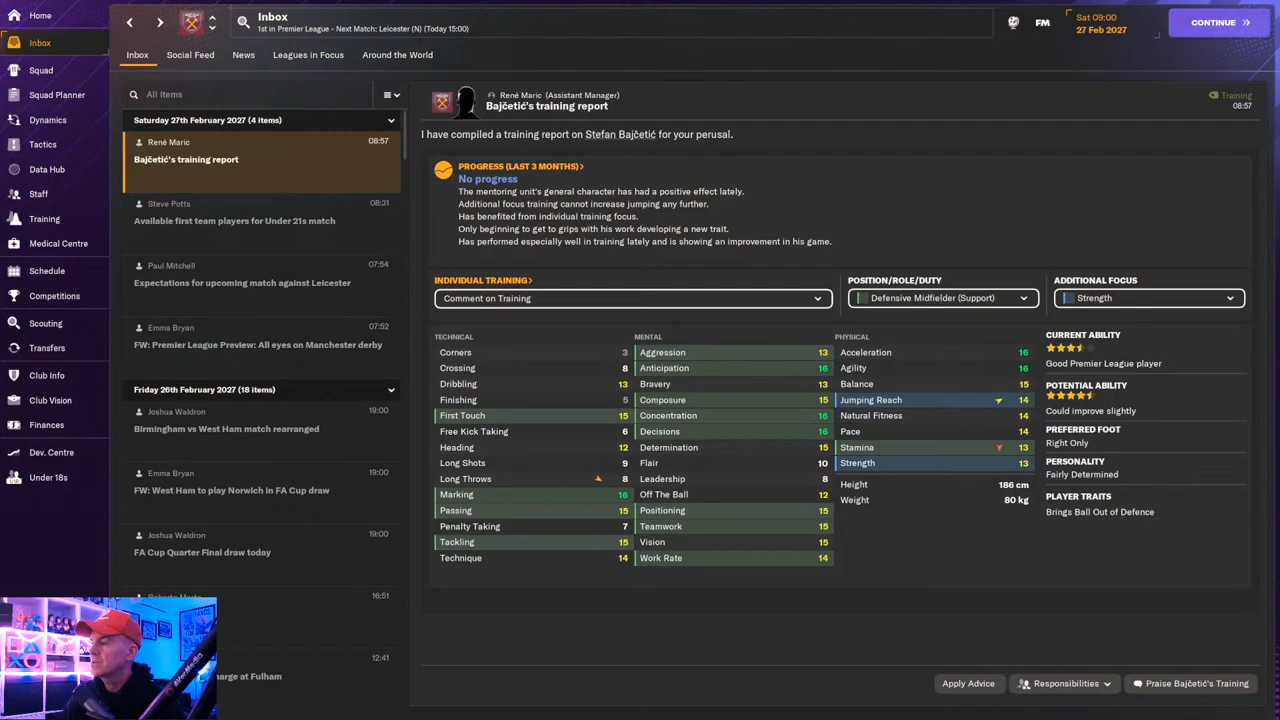 Home
Inbox
Squad
Squad Planner
Dynamics
Tactics
Data Hub
Staff
Training
Medical Centre
Schedule
Competitions
Scouting
Transfers
Club Info
Club Vision
Finances
Dev. Centre
Under 18s
Inbox
1st in Premier League - Next Match: Leicester (N) (Today 15:00)
FM
Sat 09:00
27 Feb 2027
CONTINUE
Inbox
Social Feed
News
Leagues in Focus
Around the World
All Items
Saturday 27th February 2027 (4 items)
René Maric 08:57
Bajčetić's training report
Steve Potts 08:31
Available first team players for Under 21s match
Paul Mitchell 07:54
Expectations for upcoming match against Leicester
Emma Bryan 07:52
FW: Premier League Preview: All eyes on Manchester derby
Friday 26th February 2027 (18 items)
Joshua Waldron 19:00
Birmingham vs West Ham match rearranged
Emma Bryan 19:00
FW: West Ham to play Norwich in FA Cup draw
Joshua Waldron 19:00
FA Cup Quarter Final draw today
16:51
12:41
harge at Fulham
René Maric (Assistant Manager)
Bajčetić's training report
Training
08:57
I have compiled a training report on Stefan Bajčetić for your perusal.
PROGRESS (LAST 3 MONTHS) >
No progress
The mentoring unit's general character has had a positive effect lately.
Additional focus training cannot increase jumping any further.
Has benefited from individual training focus.
Only beginning to get to grips with his work developing a new trait.
Has performed especially well in training lately and is showing an improvement in his game.
INDIVIDUAL TRAINING >
Comment on Training
POSITION/ROLE/DUTY
Defensive Midfielder (Support)
ADDITIONAL FOCUS
Strength
TECHNICAL
Corners 3
Crossing 8
Dribbling 13
Finishing 5
First Touch 15
Free Kick Taking 6
Heading 12
Long Shots 9
Long Throws 8
Marking 16
Passing 15
Penalty Taking 7
Tackling 15
Technique 14
MENTAL
Aggression 13
Anticipation 16
Bravery 13
Composure 15
Concentration 16
Decisions 16
Determination 15
Flair 10
Leadership 8
Off The Ball 12
Positioning 15
Teamwork 15
Vision 15
Work Rate 14
PHYSICAL
Acceleration 16
Agility 16
Balance 15
Jumping Reach 14
Natural Fitness 14
Pace 14
Stamina 13
Strength 13
Height 186 cm
Weight 80 kg
CURRENT ABILITY
Good Premier League player
POTENTIAL ABILITY
Could improve slightly
PREFERRED FOOT
Right Only
PERSONALITY
Fairly Determined
PLAYER TRAITS
Brings Ball Out of Defence
Apply Advice
Responsibilities
Praise Bajčetić's Training